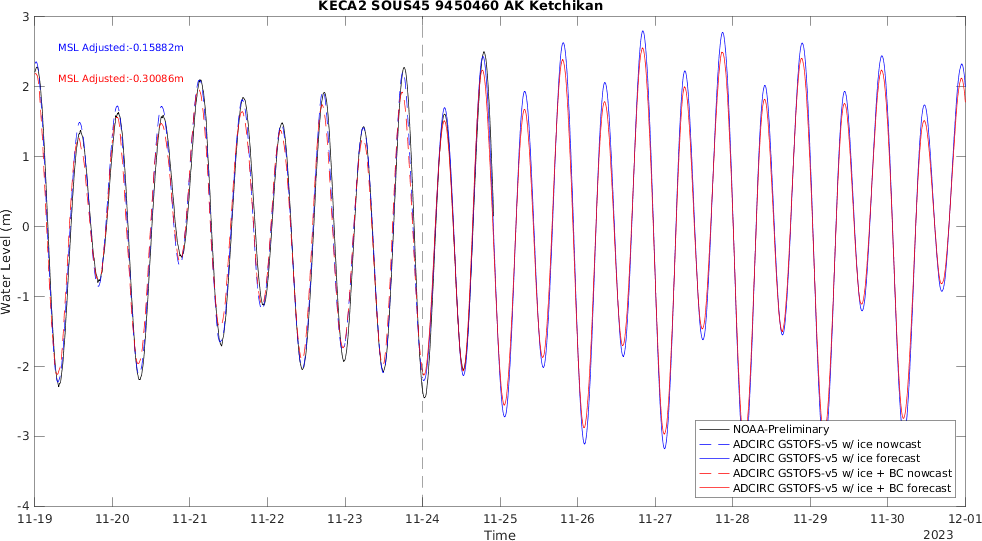 KECA2 SOUS45 9450460 AK Ketchikan
MSL Adjusted:-0.15882m
MSL Adjusted:-0.30086m
3
2
1
0
-1
-2
-3
-4
Water Level (m)
NOAA-Preliminary
ADCIRC GSTOFS-v5 w/ ice nowcast
ADCIRC GSTOFS-v5 w/ ice forecast
ADCIRC GSTOFS-v5 w/ ice + BC nowcast
ADCIRC GSTOFS-v5 w/ ice + BC forecast
11-19 11-20 11-21 11-22 11-23 11-24 11-25 11-26 11-27 11-28 11-29 11-30 12-01
Time
2023